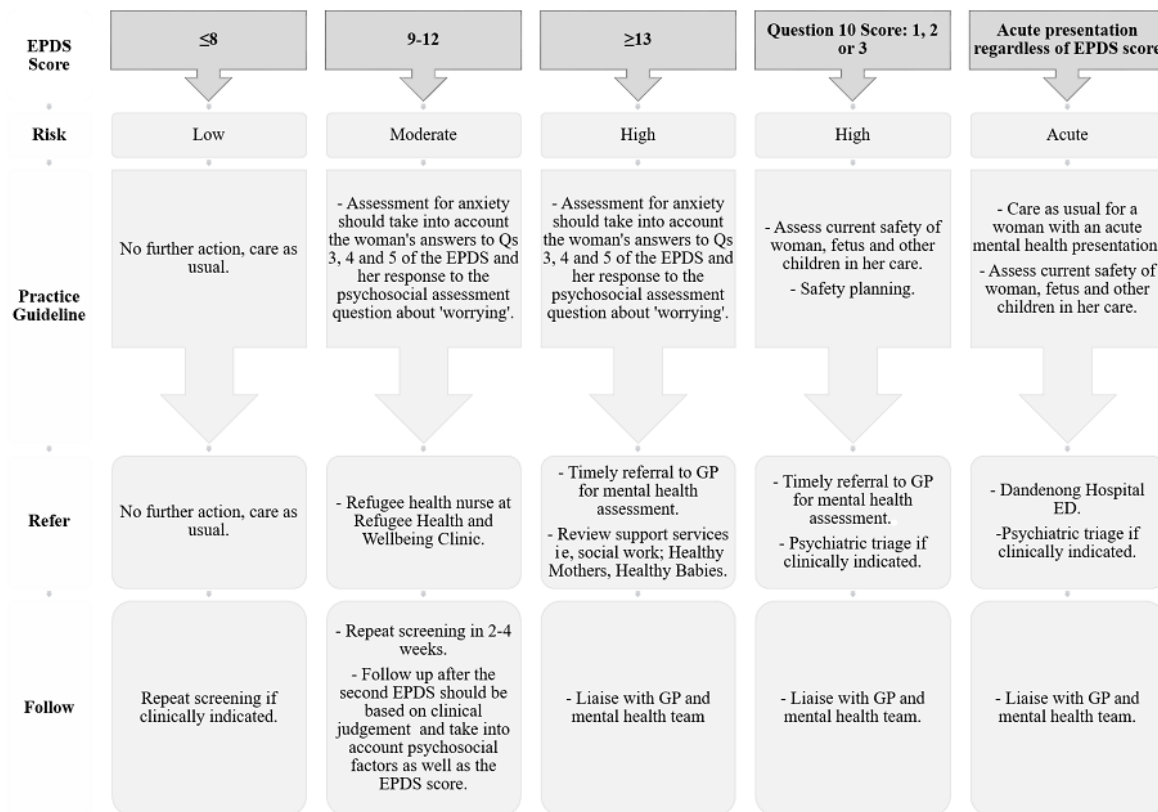 EPDS
Score
≤8
9-12
≥13
Question 10 Score: 1, 2
or 3
Acute presentation
regardless of EPDS score
Risk
Low
Moderate
High
High
Acute
Practice
Guideline
No further action, care as
usual.
- Assessment for anxiety
should take into account
the woman's answers to Qs
3, 4 and 5 of the EPDS and
her response to the
psychosocial assessment
question about 'worrying'.
- Assessment for anxiety
should take into account
the woman's answers to Qs
3, 4 and 5 of the EPDS and
her response to the
psychosocial assessment
question about 'worrying'.
- Assess current safety of
woman, fetus and other
children in her care.
- Safety planning.
- Care as usual for a
woman with an acute
mental health presentation
- Assess current safety of
woman, fetus and other
children in her care.
Refer
No further action, care as
usual.
- Refugee health nurse at
Refugee Health and
Wellbeing Clinic.
- Timely referral to GP
for mental health
assessment.
- Review support services
ie, social work; Healthy
Mothers, Healthy Babies.
- Timely referral to GP
for mental health
assessment.
- Psychiatric triage if
clinically indicated.
- Dandenong Hospital
ED.
-Psychiatric triage if
clinically indicated.
Follow
Repeat screening if
clinically indicated.
- Repeat screening in 2-4
weeks.
- Follow up after the
second EPDS should be
based on clinical
judgement and take into
account psychosocial
factors as well as the
EPDS score.
- Liaise with GP and
mental health team
- Liaise with GP and
mental health team.
- Liaise with GP and
mental health team.